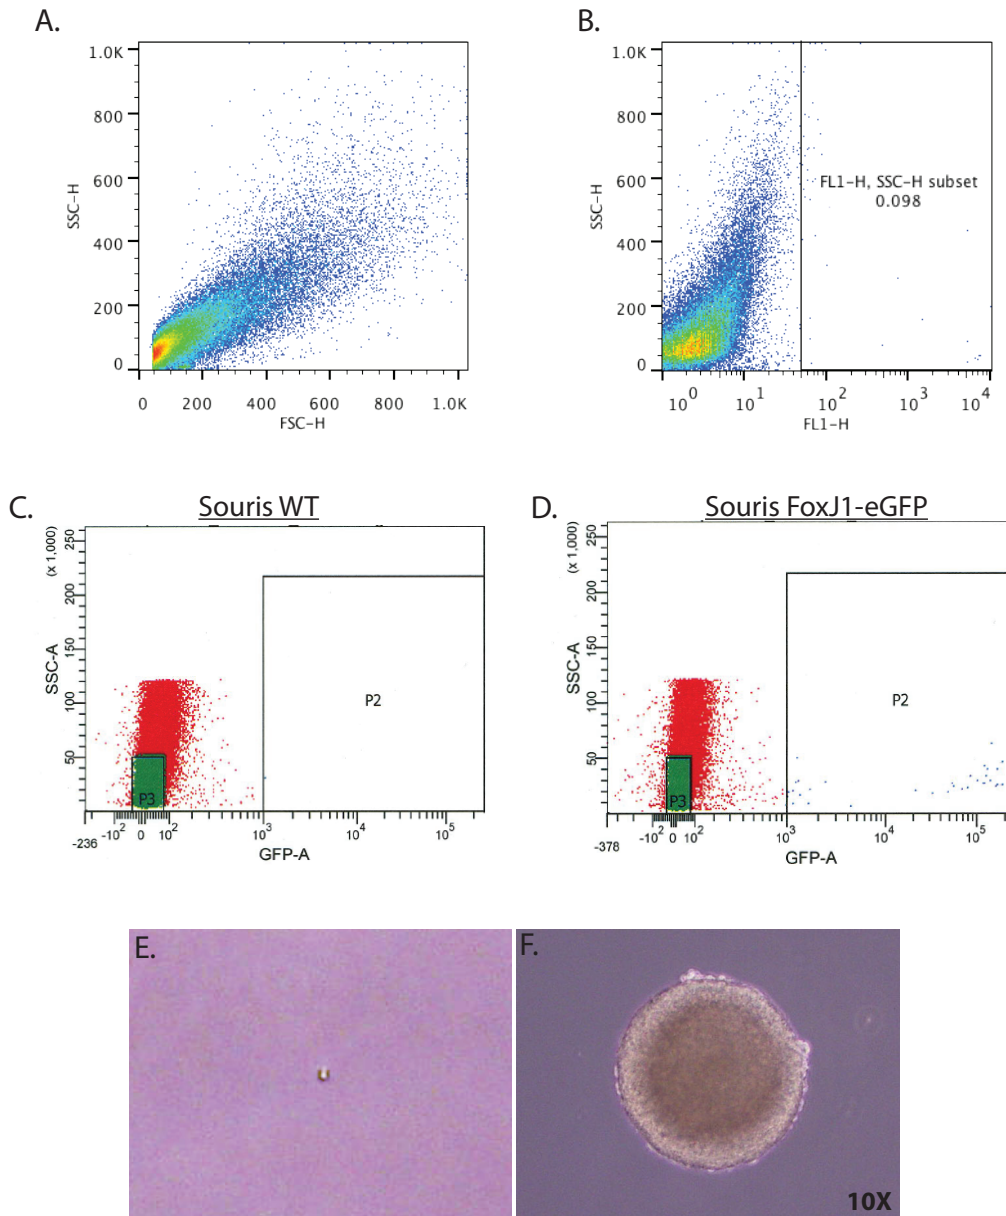 A.
1.0K
800
600
400
200
0
SSC-H
0 200 400 600 800 1.0K
FSC-H
B.
1.0K
800
600
400
200
0
SSC-H
FL1-H, SSC-H subset
0.098
10^0 10^1 10^2 10^3 10^4
FL1-H
C.
Souris WT
(x 1,000)
250
200
150
100
50
SSC-A
P2
P3
-236
-10^2 0 10^2 10^3 10^4 10^5
GFP-A
D.
Souris FoxJ1-eGFP
(x 1,000)
250
200
150
100
50
SSC-A
P2
P3
-378
-10^2 0 10^2 10^3 10^4 10^5
GFP-A
E.
F.
10X